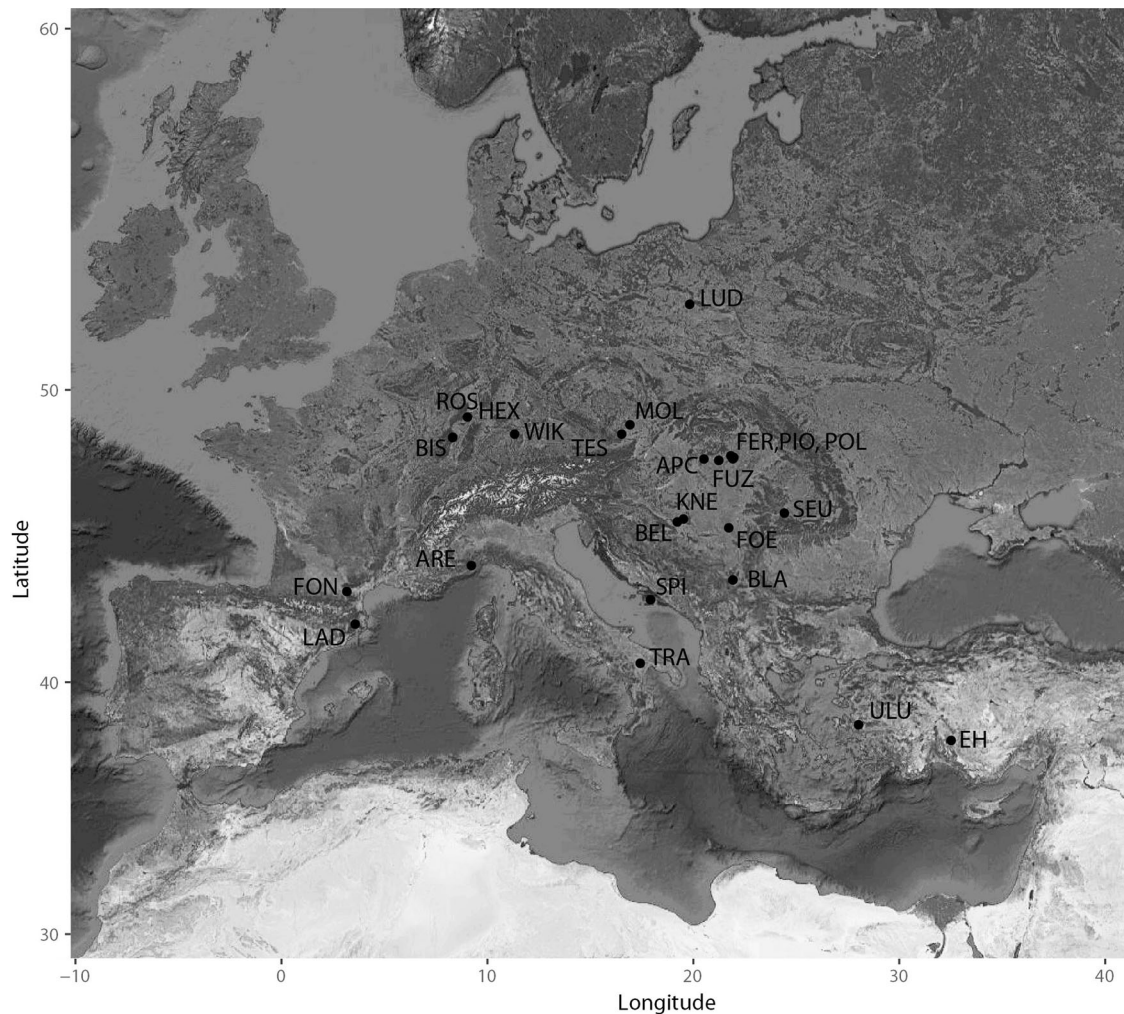 60
LUD
50
ROS
HEX
MOL
BIS
WIK
TES
FER,PIO, POL
APC
FUZ
KNE
SEU
BEL
FOE
ARE
BLA
FON
SPI
LAD
TRA
40
ULU
EH
30
Latitude
−10
0
10
20
30
40
Longitude